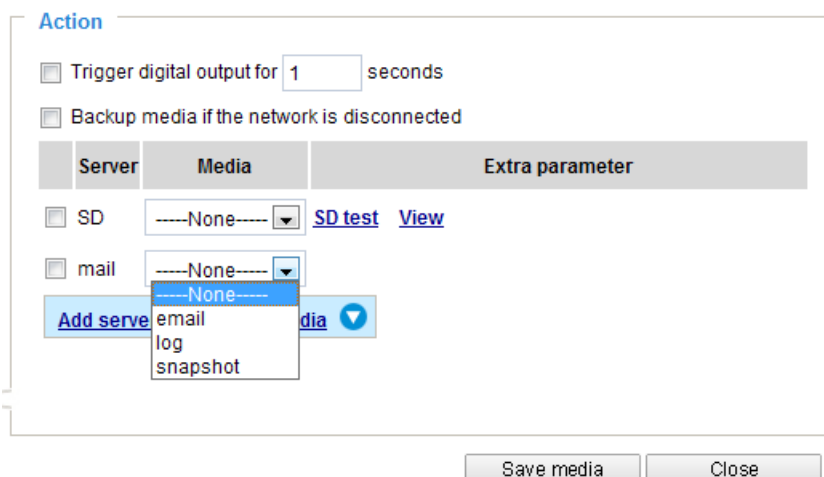 Action
Trigger digital output for 1 seconds
Backup media if the network is disconnected
Server Media Extra parameter
SD -----None----- SD test View
mail -----None-----
-----None-----
Add serve dia
email
log
snapshot
Save media Close